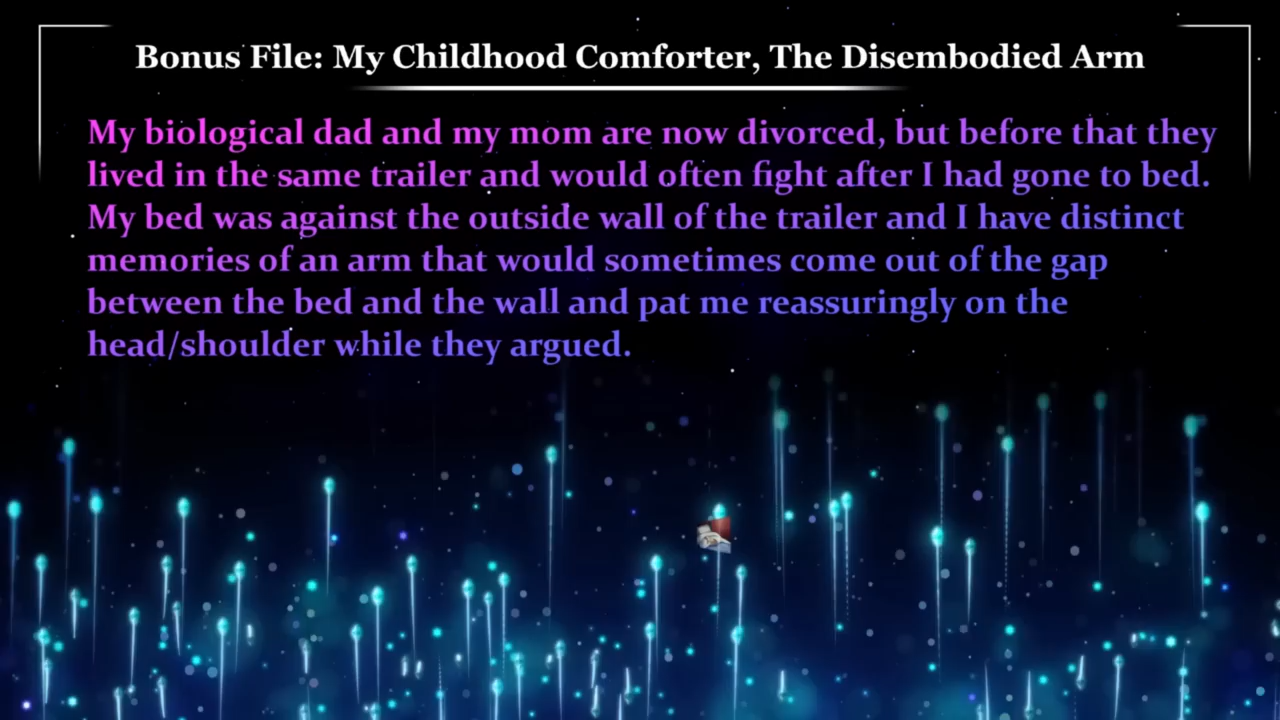 Bonus File: My Childhood Comforter, The Disembodied Arm
My biological dad and my mom are now divorced, but before that they
lived in the same trailer and would often fight after I had gone to bed.
My bed was against the outside wall of the trailer and I have distinct
memories of an arm that would sometimes come out of the gap
between the bed and the wall and pat me reassuringly on the
head/shoulder while they argued.